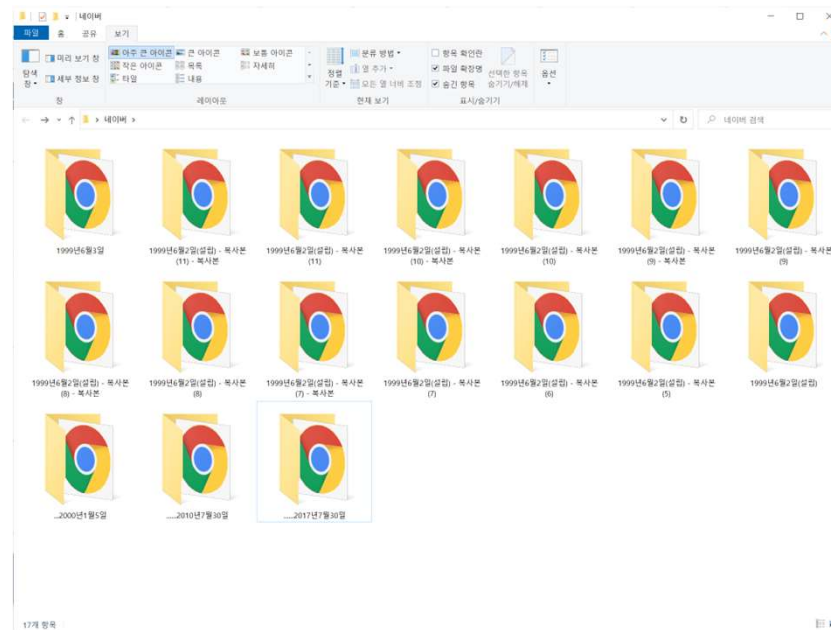 네이버
파일 홈 공유 보기
탐색 창
미리 보기 창
세부 정보 창
창
아주 큰 아이콘 큰 아이콘 보통 아이콘
작은 아이콘 목록 자세히
타일 내용
레이아웃
정렬 기준
분류 방법
열 추가
모든 열 너비 조정
현재 보기
항목 확인란
파일 확장명
숨긴 항목
선택한 항목 숨기기/해제
표시/숨기기
옵션
네이버
네이버 검색
1999년6월3일
1999년6월2일(설립) - 복사본 (11) - 복사본
1999년6월2일(설립) - 복사본 (11)
1999년6월2일(설립) - 복사본 (10) - 복사본
1999년6월2일(설립) - 복사본 (10)
1999년6월2일(설립) - 복사본 (9) - 복사본
1999년6월2일(설립) - 복사본 (9)
1999년6월2일(설립) - 복사본 (8) - 복사본
1999년6월2일(설립) - 복사본 (8)
1999년6월2일(설립) - 복사본 (7) - 복사본
1999년6월2일(설립) - 복사본 (7)
1999년6월2일(설립) - 복사본 (6)
1999년6월2일(설립) - 복사본 (5)
1999년6월2일(설립)
...2000년1월5일
.....2010년7월30일
.....2017년7월30일
17개 항목